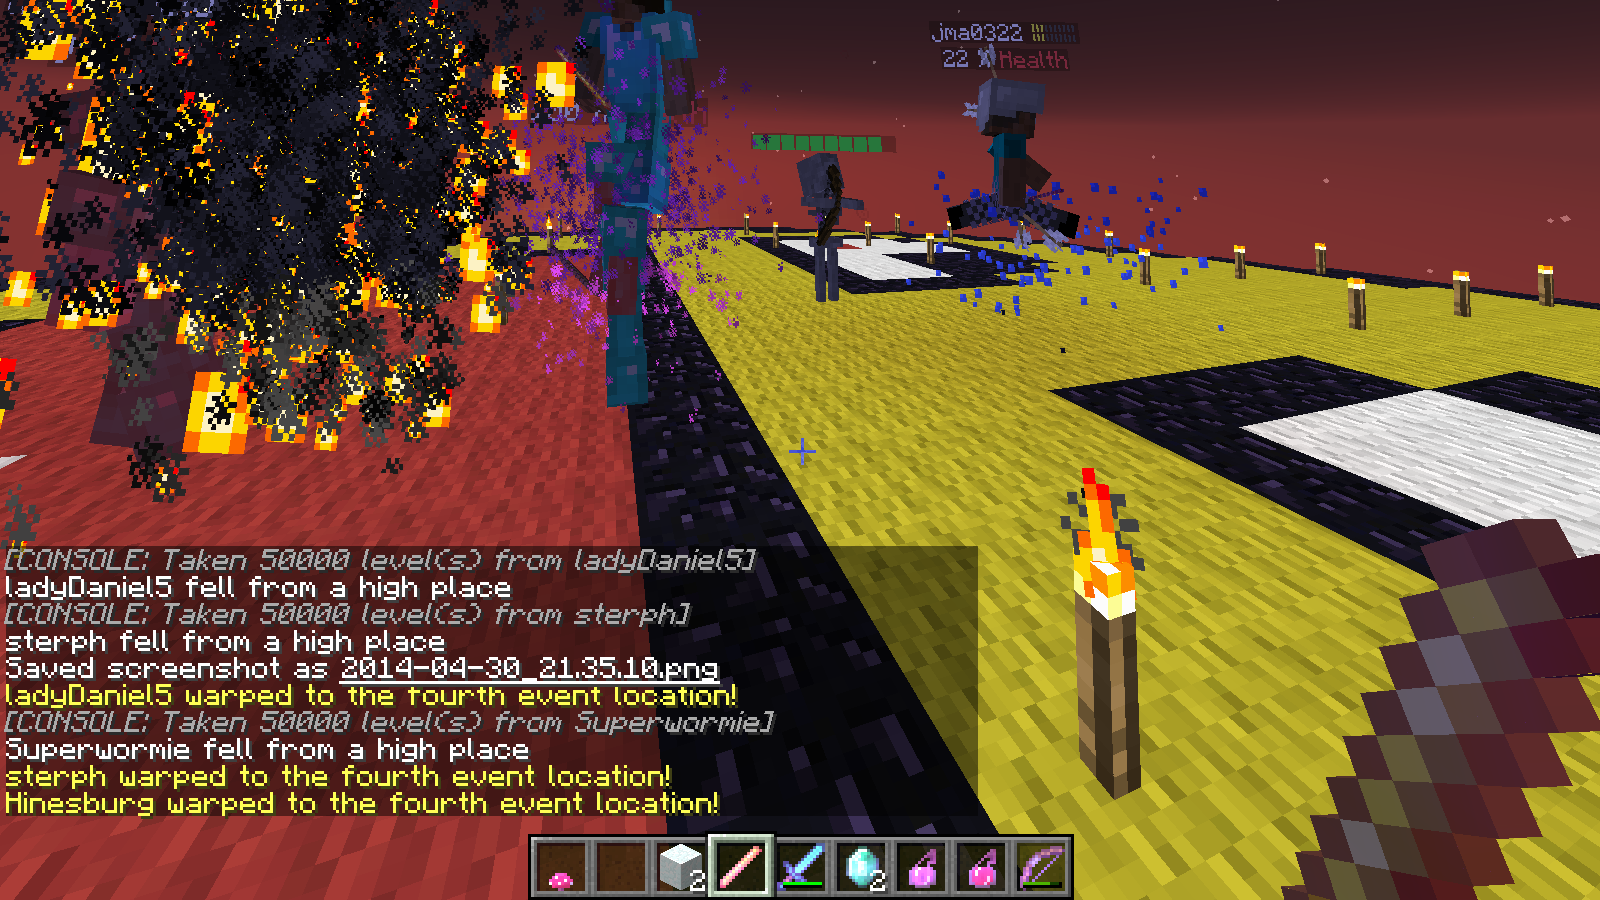 jma0322
22 Health
[CONSOLE: Taken 50000 level(s) from ladyDaniel5]
ladyDaniel5 fell from a high place
[CONSOLE: Taken 50000 level(s) from sterph]
sterph fell from a high place
Saved screenshot as 2014-04-30_21.35.10.png
ladyDaniel5 warped to the fourth event location!
[CONSOLE: Taken 50000 level(s) from Superwormie]
Superwormie fell from a high place
sterph warped to the fourth event location!
Hinesburg warped to the fourth event location!
2
2